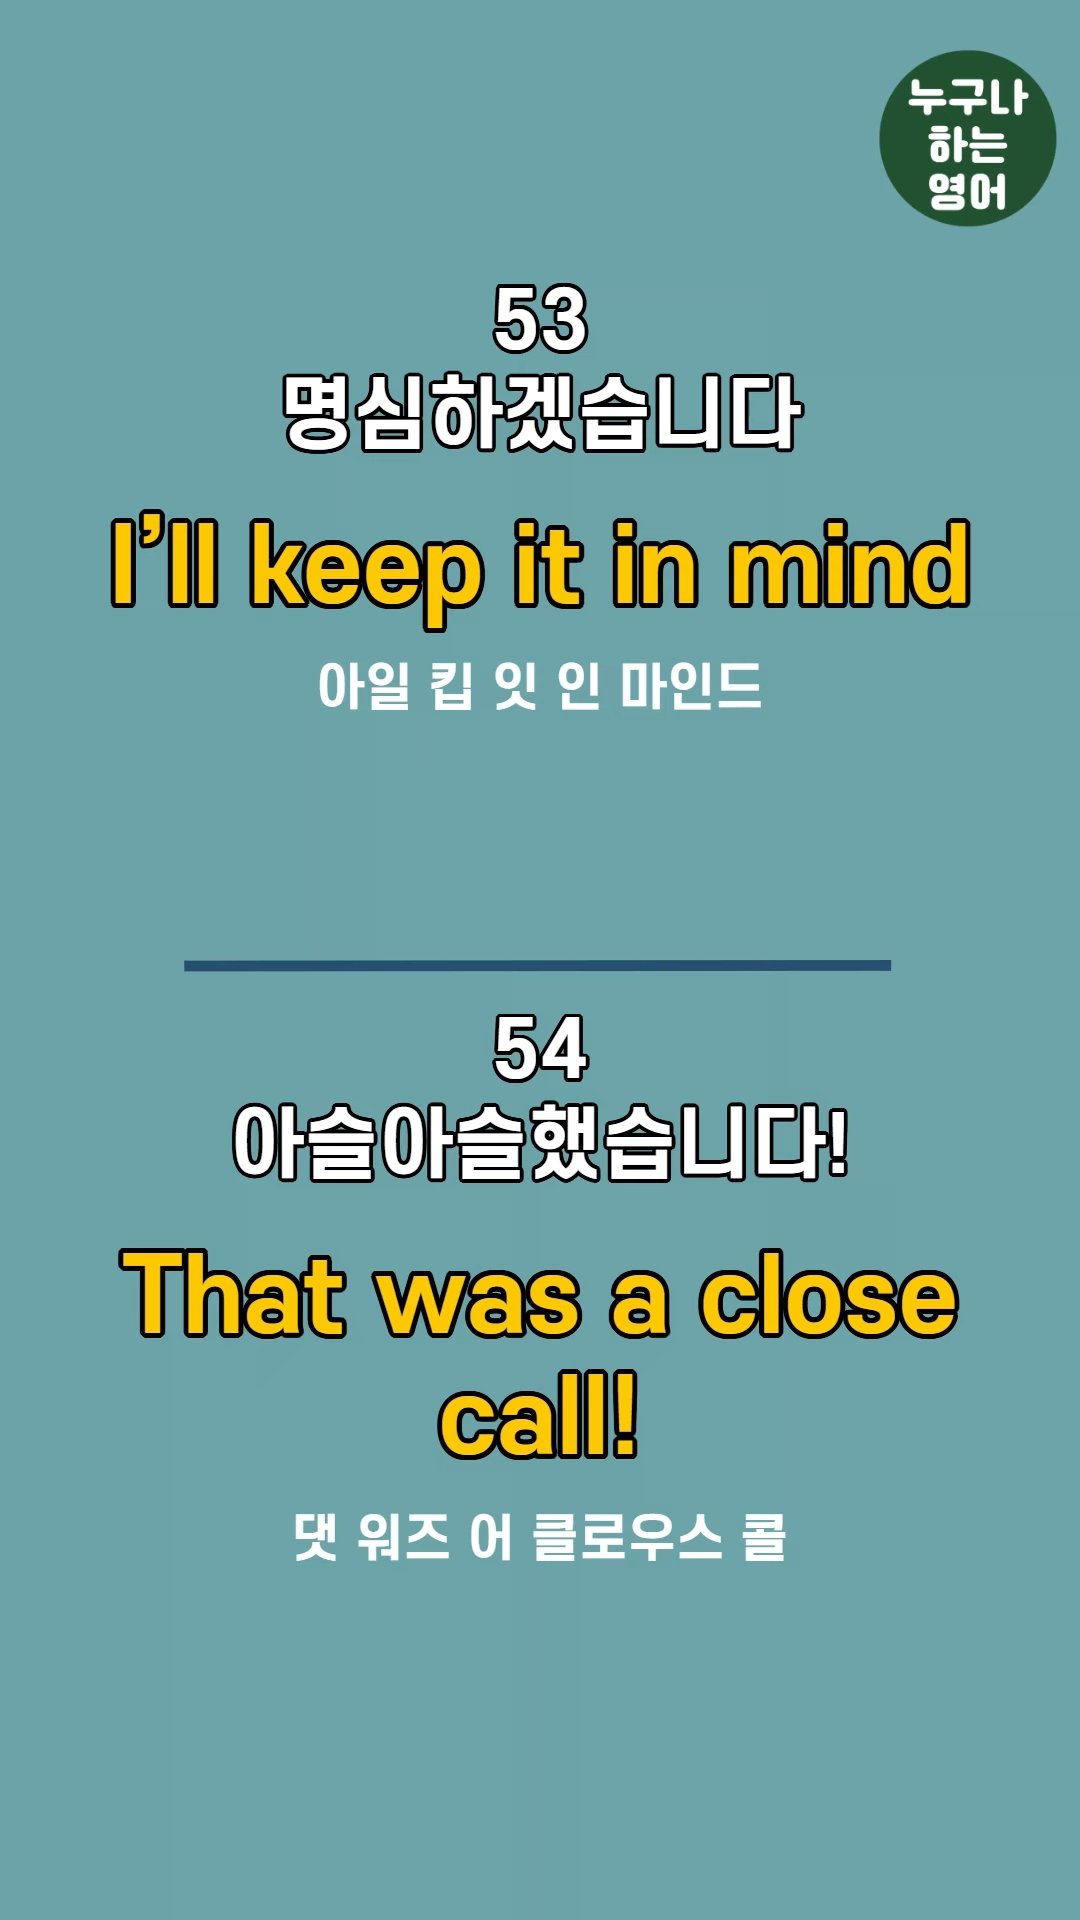 누구나
하는
영어
53
명심하겠습니다
I’ll keep it in mind
아일 킵 잇 인 마인드
54
아슬아슬했습니다!
That was a close
call!
댓 워즈 어 클로우스 콜